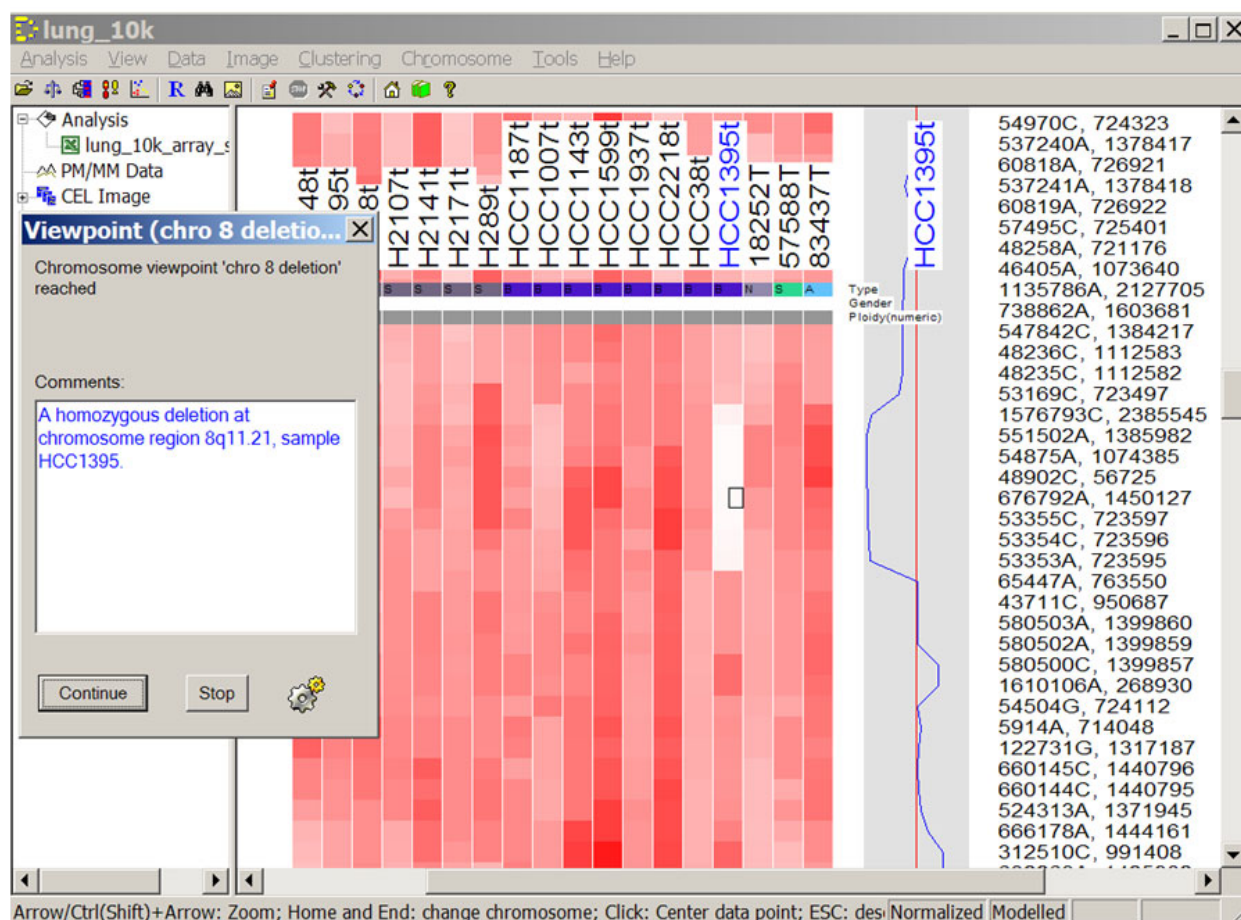 lung_10k
Analysis View Data Image Clustering Chromosome Tools Help
R
Analysis
lung_10k_array_s
PM/MM Data
CEL Image
Viewpoint (chro 8 deletio...
Chromosome viewpoint 'chro 8 deletion'
reached
Comments:
A homozygous deletion at
chromosome region 8q11.21, sample
HCC1395.
Continue Stop
48t
95t
8t
H2107t
H2141t
H2171t
H289t
HCC1187t
HCC1007t
HCC1143t
HCC1599t
HCC1937t
HCC2218t
HCC38t
HCC1395t
18252T
57588T
83437T
S S S S B B B B B B B B N S A
Type
Gender
Ploidy(numeric)
HCC1395t
54970C, 724323
537240A, 1378417
60818A, 726921
537241A, 1378418
60819A, 726922
57495C, 725401
48258A, 721176
46405A, 1073640
1135786A, 2127705
738862A, 1603681
547842C, 1384217
48236C, 1112583
48235C, 1112582
53169C, 723497
1576793C, 2385545
551502A, 1385982
54875A, 1074385
48902C, 56725
676792A, 1450127
53355C, 723597
53354C, 723596
53353A, 723595
65447A, 763550
43711C, 950687
580503A, 1399860
580502A, 1399859
580500C, 1399857
1610106A, 268930
54504G, 724112
5914A, 714048
122731G, 1317187
660145C, 1440796
660144C, 1440795
524313A, 1371945
666178A, 1444161
312510C, 991408
Arrow/Ctrl(Shift)+Arrow: Zoom; Home and End: change chromosome; Click: Center data point; ESC: des Normalized Modelled